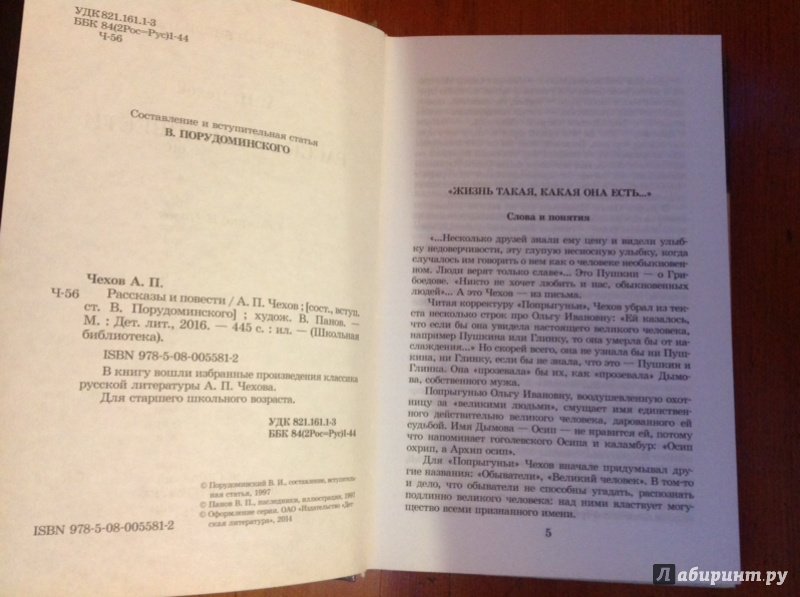 УДК 821.161.1-3
ББК 84(2Рос=Рус)1-44
Ч-56
Составление и вступительная статья
В. ПОРУДОМИНСКОГО
Чехов А. П.
Ч-56 Рассказы и повести / А. П. Чехов ; [сост., вступ.
ст. В. Порудоминского] ; худож. В. Панов. —
М. : Дет. лит., 2016. — 445 с. : ил. — (Школьная
библиотека).
ISBN 978-5-08-005581-2
В книгу вошли избранные произведения классика
русской литературы А. П. Чехова.
Для старшего школьного возраста.
УДК 821.161.1-3
ББК 84(2Рос=Рус)1-44
© Порудоминский В. И., составление, вступитель-
ная статья, 1997
© Панов В. П., наследники, иллюстрации, 1997
© Оформление серии. ОАО «Издательство «Дет-
ская литература», 2014
ISBN 978-5-08-005581-2
«ЖИЗНЬ ТАКАЯ, КАКАЯ ОНА ЕСТЬ...»
Слова и понятия
«...Несколько друзей знали ему цену и видели улыб-
ку недоверчивости, эту глупую несносную улыбку, когда
случалось им говорить о нем как о человеке необыкновен-
ном. Люди верят только славе»... Это Пушкин — о Гри-
боедове. «Никто не хочет любить и нас, обыкновенных
людей»... А это Чехов — из письма.
Читая корректуру «Попрыгуньи», Чехов убрал из тек-
ста несколько строк про Ольгу Ивановну: «Ей казалось,
что если бы она увидела настоящего великого человека,
например Пушкина или Глинку, то она умерла бы от на-
слаждения...» Но скорей всего, она не узнала бы ни Пуш-
кина, ни Глинку, если бы не знала, что это — Пушкин и
Глинка. Она «прозевала» бы их, как «прозевала» Дымо-
ва, собственного мужа.
Попрыгунью Ольгу Ивановну, воодушевленную охот-
ницу за «великими людьми», смущает имя единствен-
ного действительно великого человека, дарованного ей
судьбой. Имя Дымова — Осип — не нравится ей, потому
что напоминает гоголевского Осипа и каламбур: «Осип
охрип, а Архип осип».
Для «Попрыгуньи» Чехов вначале придумывал дру-
гие названия: «Обыватели», «Великий человек». В том-то
и дело, что обыватели не способны угадать, распознать
подлинно великого человека: над ними властвует могу-
щество всеми признанного имени.
5
Лабиринт.ру